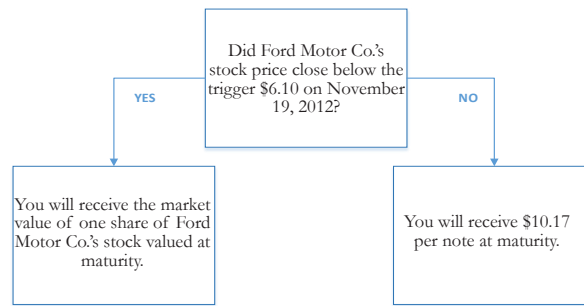 Did Ford Motor Co.'s
stock price close below the
trigger $6.10 on November
19, 2012?
YES
NO
You will receive the market
value of one share of Ford
Motor Co.'s stock valued at
maturity.
You will receive $10.17
per note at maturity.